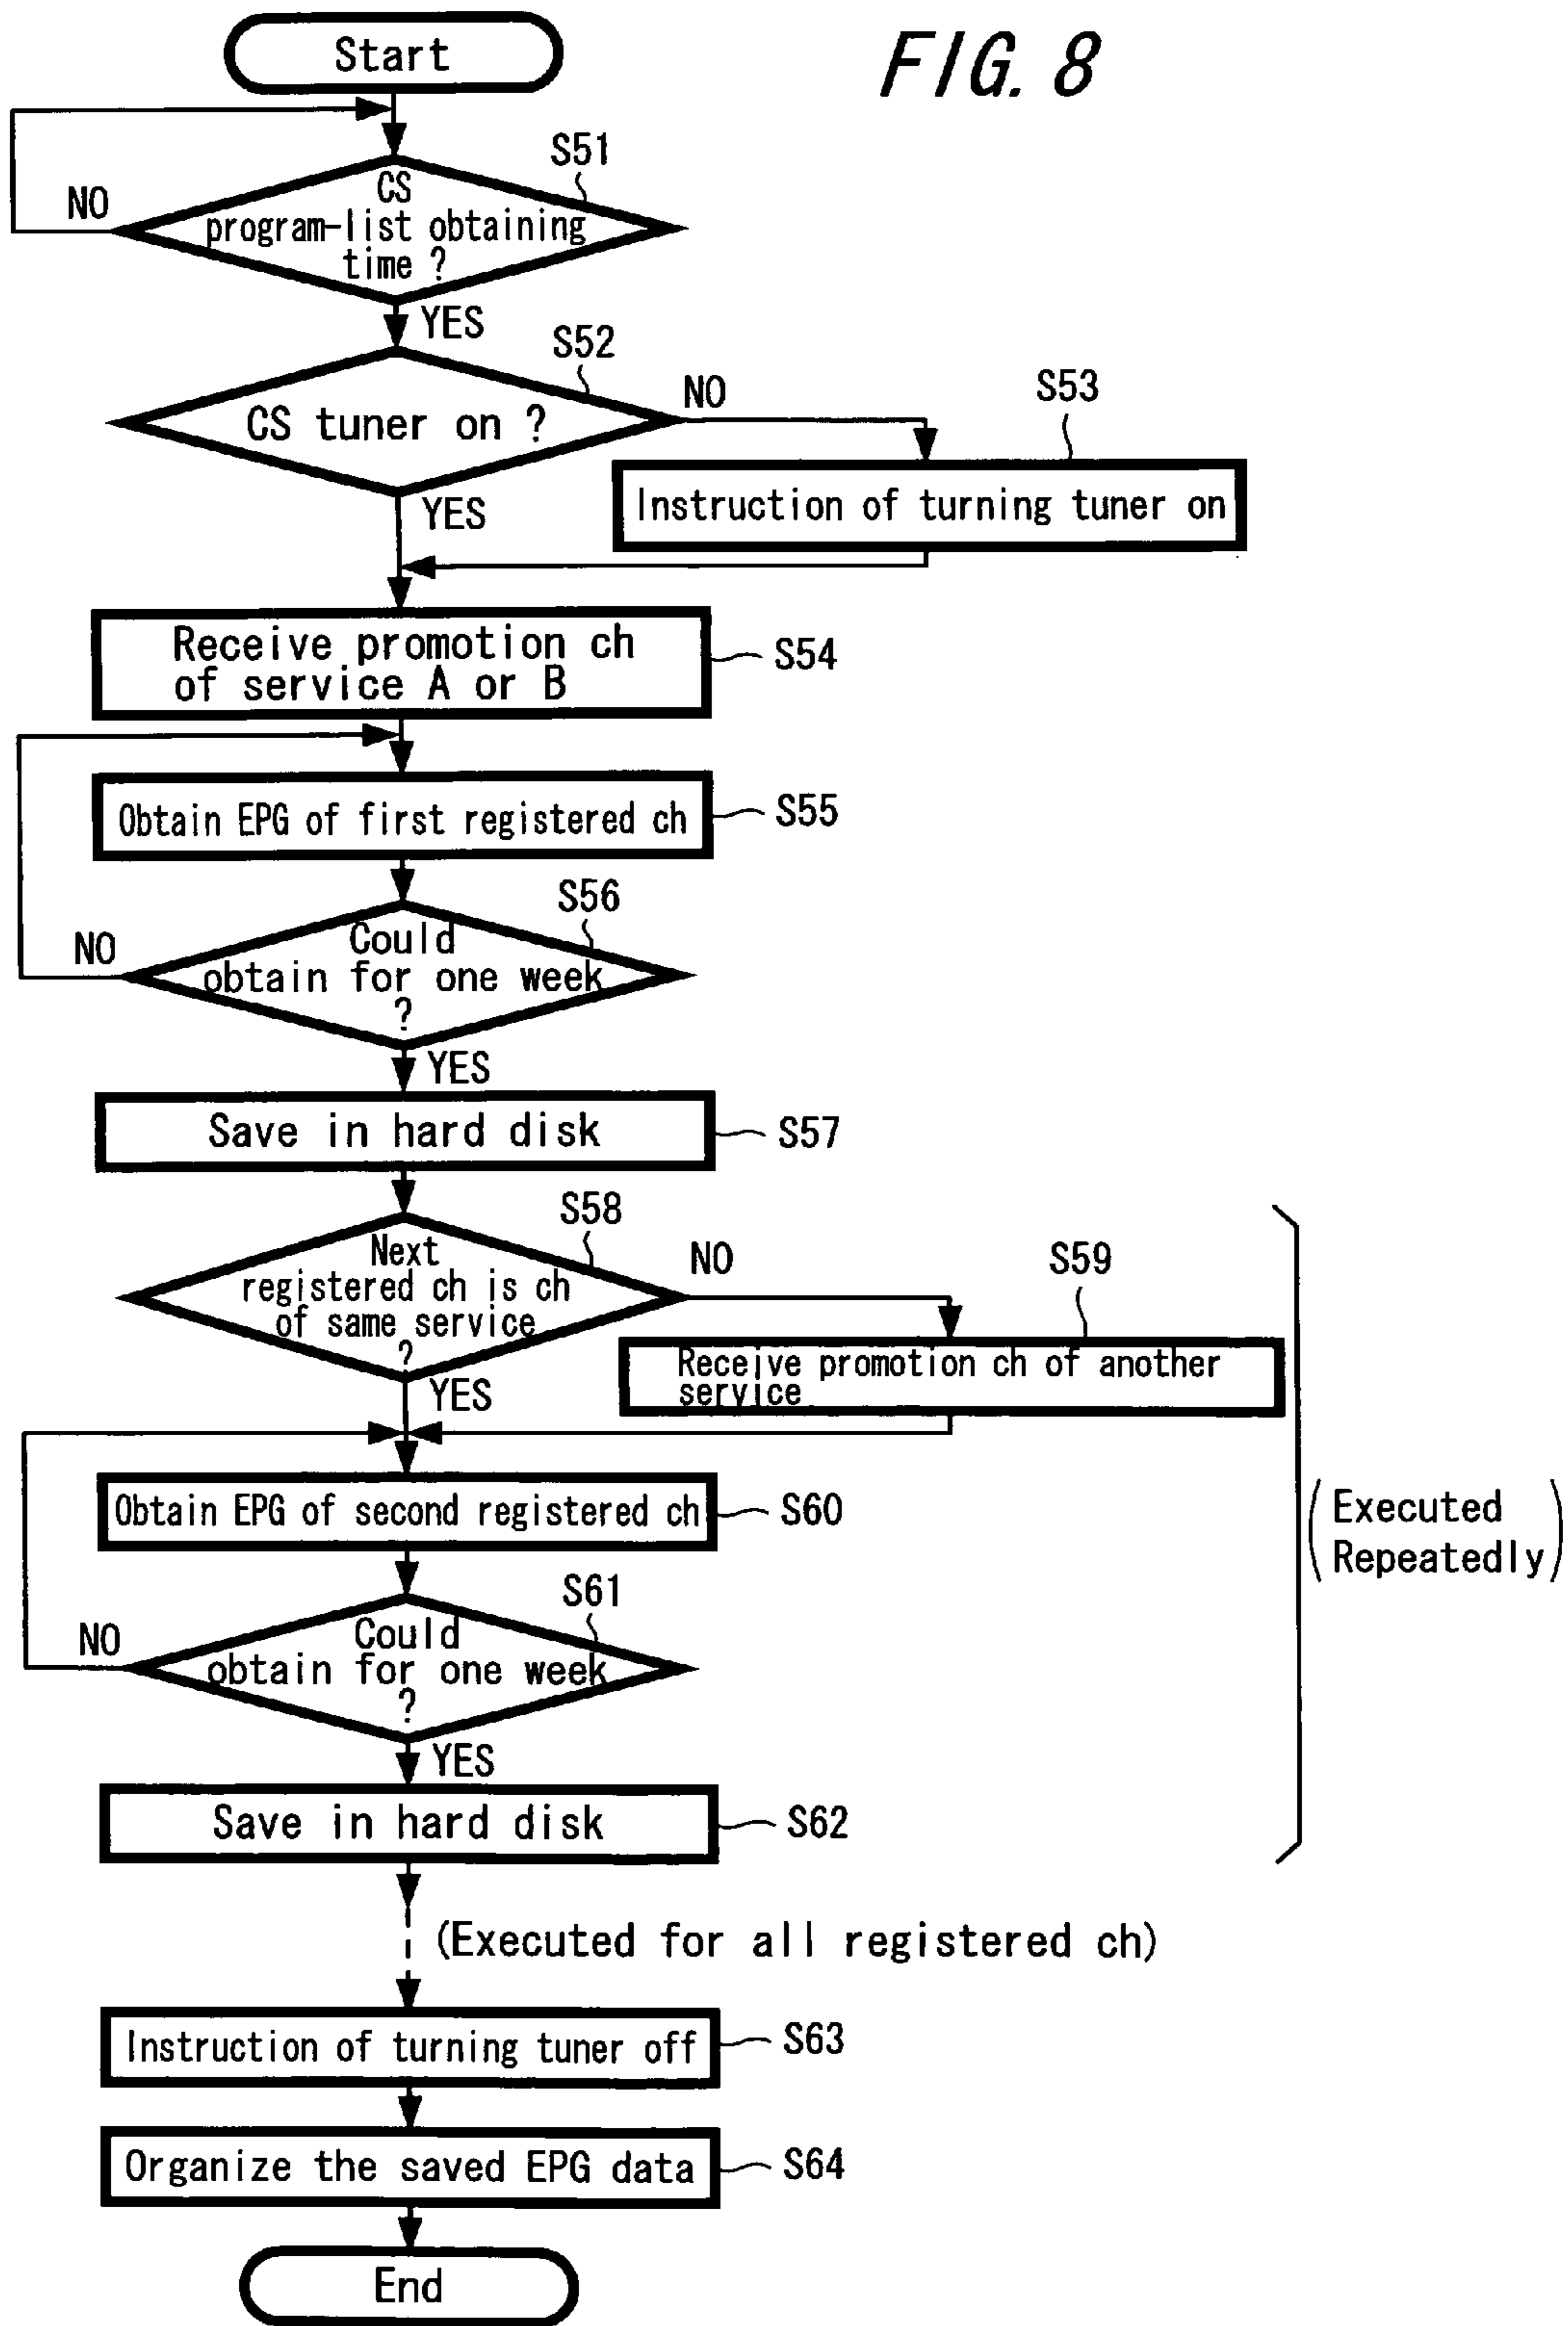 FIG. 8
Start
S51
CS
program-list obtaining
time ?
NO
YES
S52
CS tuner on ?
NO
S53
Instruction of turning tuner on
YES
Receive promotion ch
of service A or B
S54
Obtain EPG of first registered ch
S55
S56
Could
obtain for one week
?
NO
YES
Save in hard disk
S57
S58
Next
registered ch is ch
of same service
?
NO
S59
Receive promotion ch of another
service
YES
Obtain EPG of second registered ch
S60
S61
Could
obtain for one week
?
NO
YES
Save in hard disk
S62
(Executed
Repeatedly)
(Executed for all registered ch)
Instruction of turning tuner off
S63
Organize the saved EPG data
S64
End